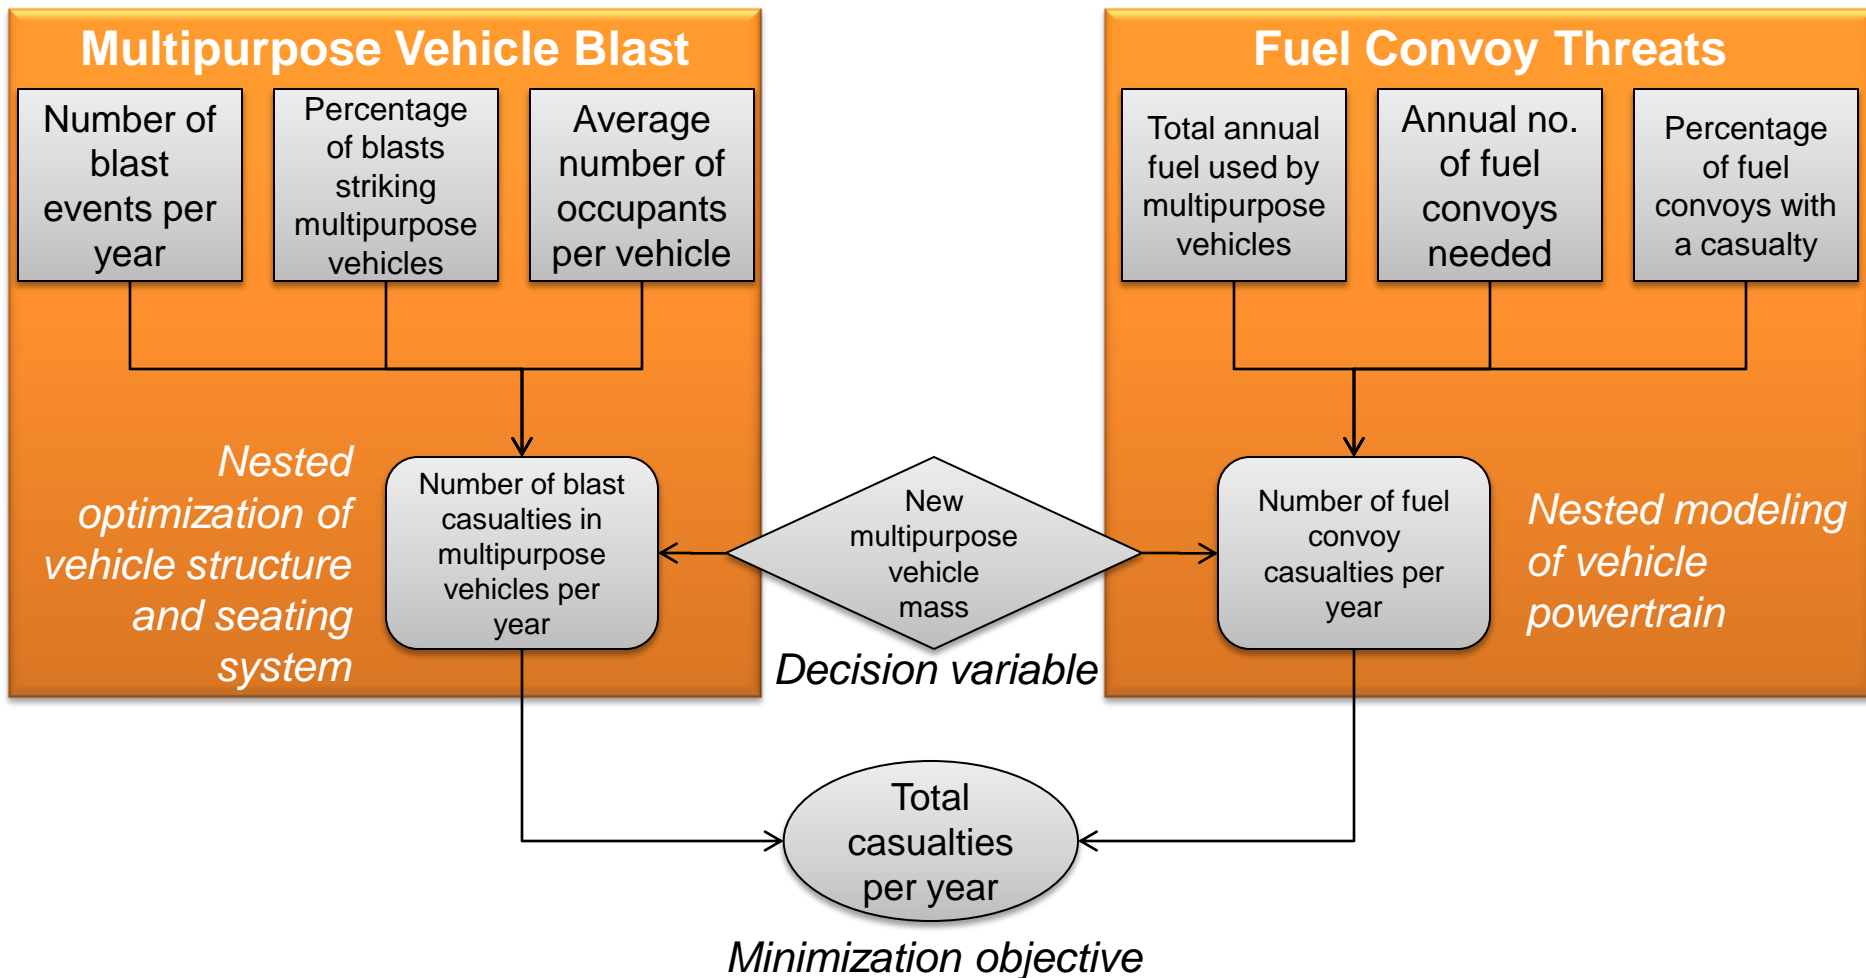 Multipurpose Vehicle Blast
Number of
blast
events per
year
Percentage
of blasts
striking
multipurpose
vehicles
Average
number of
occupants
per vehicle
Nested
optimization of
vehicle structure
and seating
system
Number of blast
casualties in
multipurpose
vehicles per
year
New
multipurpose
vehicle
mass
Decision variable
Fuel Convoy Threats
Total annual
fuel used by
multipurpose
vehicles
Annual no.
of fuel
convoys
needed
Percentage
of fuel
convoys with
a casualty
Number of fuel
convoy
casualties per
year
Nested modeling
of vehicle
powertrain
Total
casualties
per year
Minimization objective